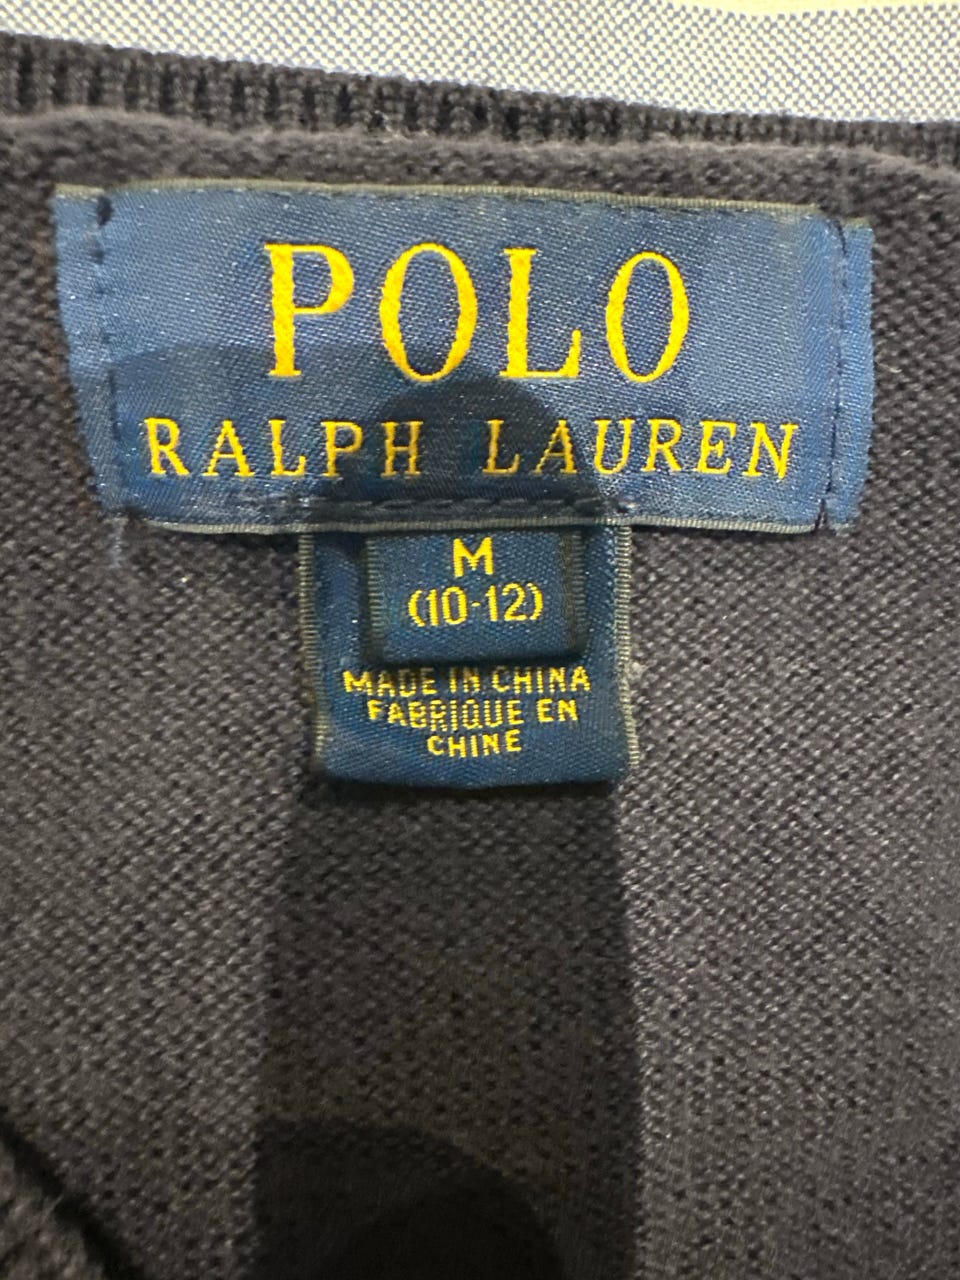 POLO
RALPH LAUREN
M
(10-12)
MADE IN CHINA
FABRIQUE EN
CHINE